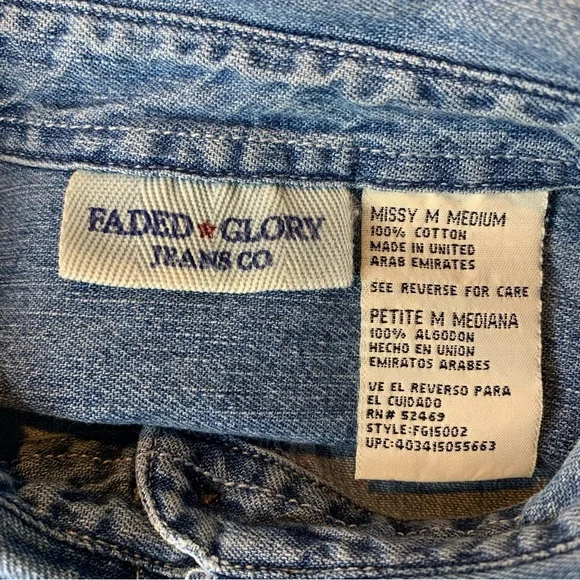 FADED★GLORY
JEANS CO
MISSY M MEDIUM
100% COTTON
MADE IN UNITED
ARAB EMIRATES
SEE REVERSE FOR CARE
PETITE M MEDIANA
100% ALGODON
HECHO EN UNION
EMIRATOS ARABES
VE EL REVERSO PARA
EL CUIDADO
RN# 52469
STYLE:FG15002
UPC:403415055663